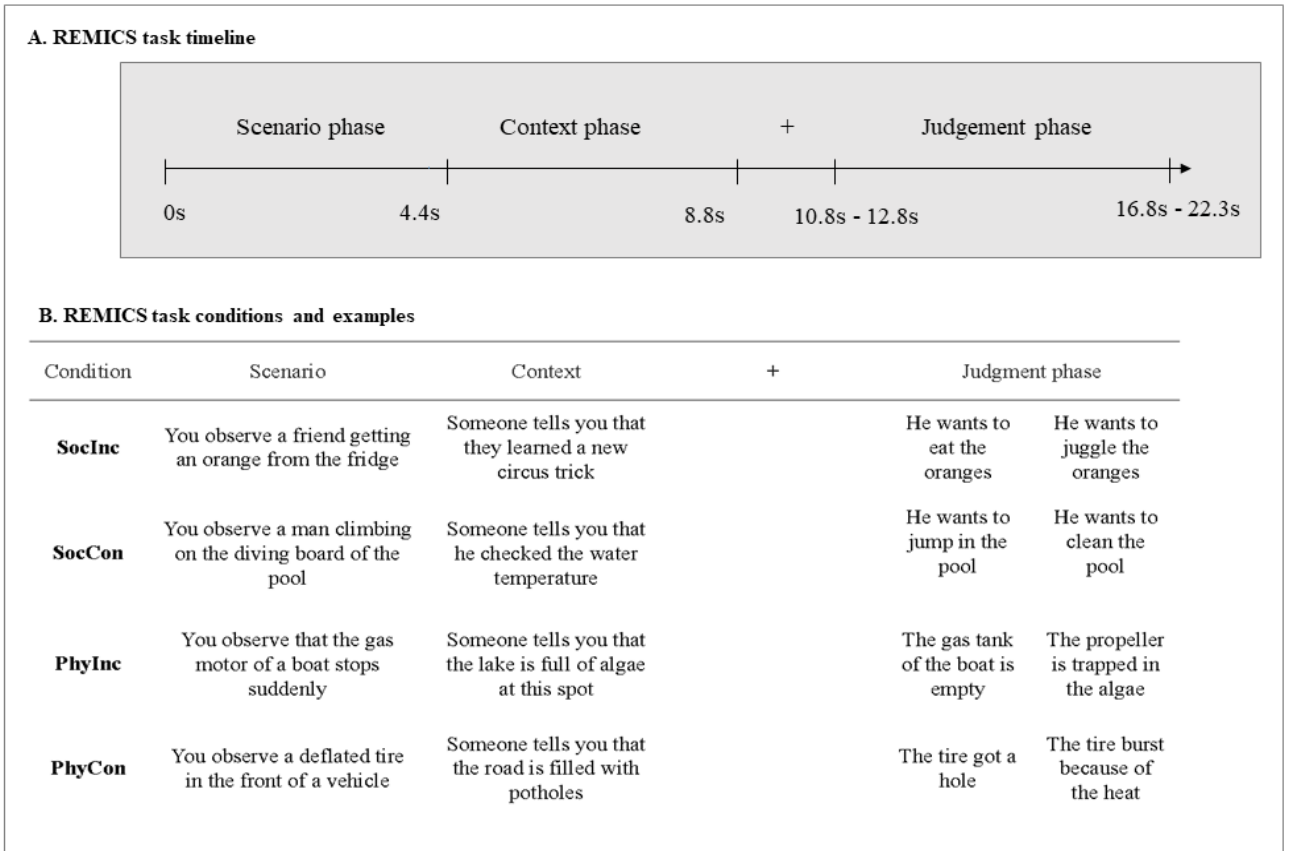 A. REMICS task timeline
Scenario phase Context phase + Judgement phase
0s 4.4s 8.8s 10.8s - 12.8s 16.8s - 22.3s
B. REMICS task conditions and examples
Condition Scenario Context + Judgment phase
SocInc
You observe a friend getting
an orange from the fridge
Someone tells you that
they learned a new
circus trick
He wants to
eat the
oranges
He wants to
juggle the
oranges
SocCon
You observe a man climbing
on the diving board of the
pool
Someone tells you that
he checked the water
temperature
He wants to
jump in the
pool
He wants to
clean the
pool
PhyInc
You observe that the gas
motor of a boat stops
suddenly
Someone tells you that
the lake is full of algae
at this spot
The gas tank
of the boat is
empty
The propeller
is trapped in
the algae
PhyCon
You observe a deflated tire
in the front of a vehicle
Someone tells you that
the road is filled with
potholes
The tire got a
hole
The tire burst
because of
the heat